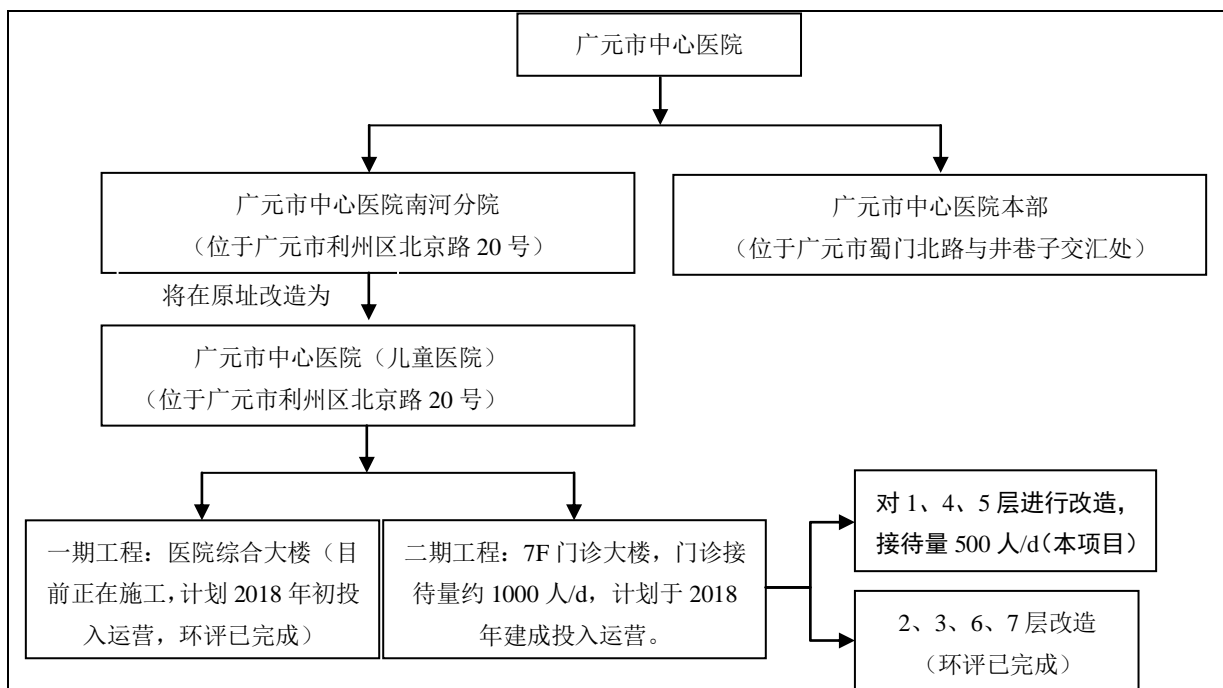 广元市中心医院
广元市中心医院南河分院
（位于广元市利州区北京路 20 号）
广元市中心医院本部
（位于广元市蜀门北路与井巷子交汇处）
将在原址改造为
广元市中心医院（儿童医院）
（位于广元市利州区北京路 20 号）
一期工程：医院综合大楼（目
前正在施工，计划 2018 年初投
入运营，环评已完成）
二期工程：7F 门诊大楼，门诊接
待量约 1000 人/d，计划于 2018
年建成投入运营。
对 1、4、5 层进行改造，
接待量 500 人/d（本项目）
2、3、6、7 层改造
（环评已完成）